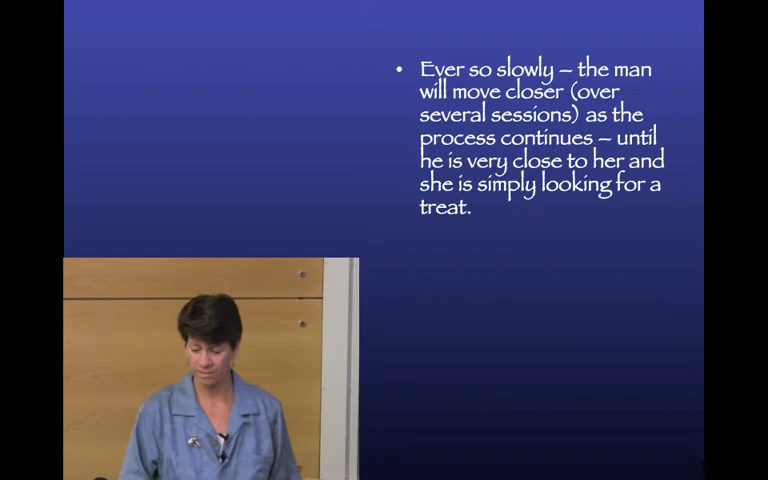 • Ever so slowly – the man
will move closer (over
several sessions) as the
process continues – until
he is very close to her and
she is simply looking for a
treat.